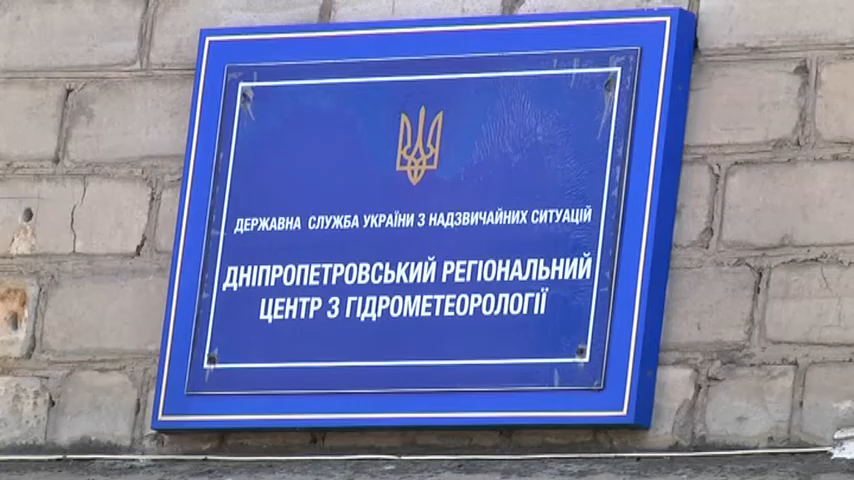 ДЕРЖАВНА СЛУЖБА УКРАЇНИ З НАДЗВИЧАЙНИХ СИТУАЦІЙ
ДНІПРОПЕТРОВСЬКИЙ РЕГІОНАЛЬНИЙ
ЦЕНТР З ГІДРОМЕТЕОРОЛОГІЇ